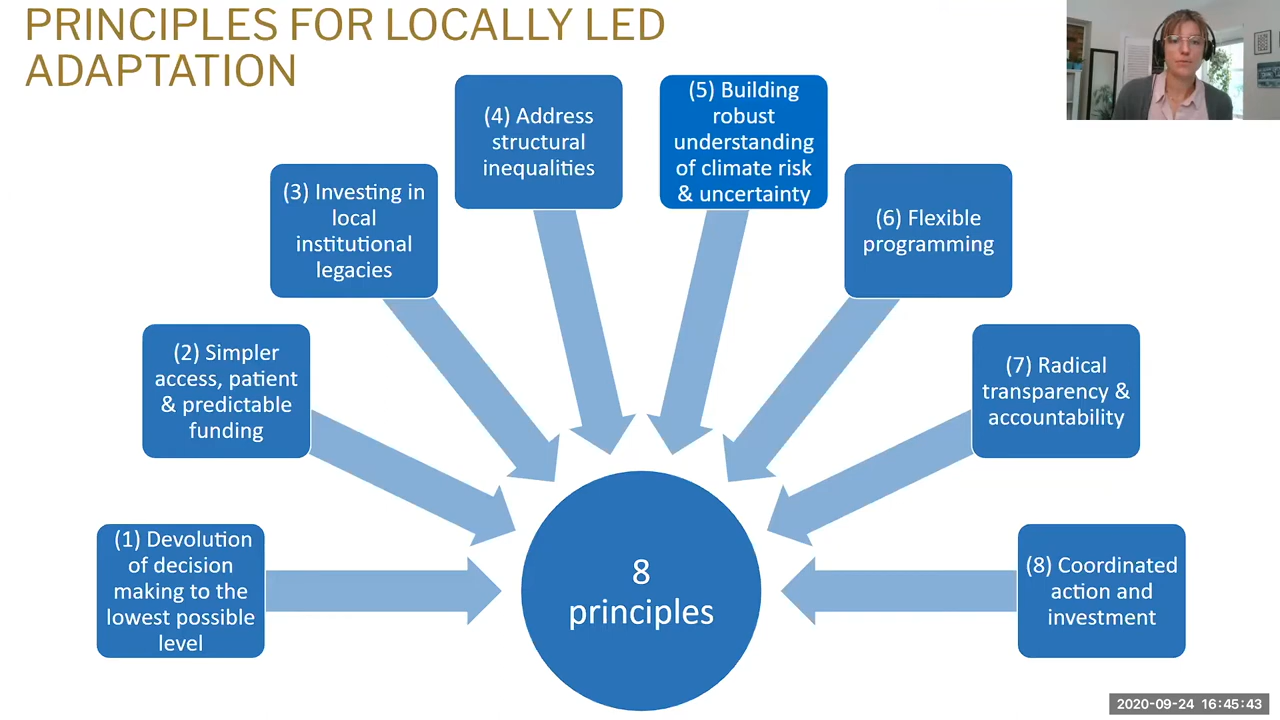 PRINCIPLES FOR LOCALLY LED
ADAPTATION
(1) Devolution
of decision
making to the
lowest possible
level
(2) Simpler
access, patient
& predictable
funding
(3) Investing in
local
institutional
legacies
(4) Address
structural
inequalities
(5) Building
robust
understanding
of climate risk
& uncertainty
(6) Flexible
programming
(7) Radical
transparency &
accountability
(8) Coordinated
action and
investment
8
principles
2020-09-24 16:45:43